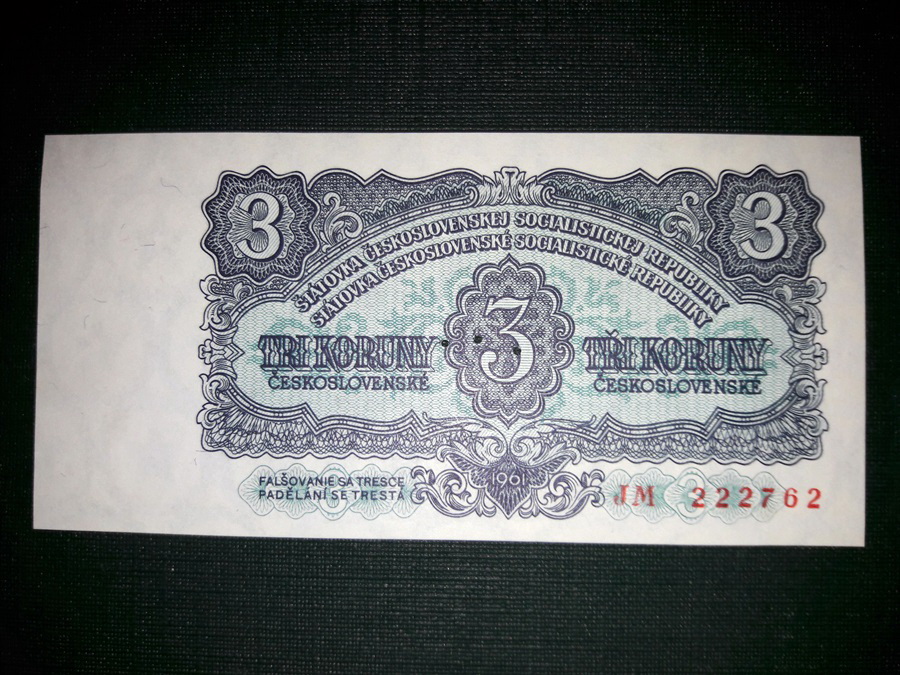 3 3
ŠTÁTOVKA ČESKOSLOVENSKEJ SOCIALISTICKEJ REPUBLIKY
STÁTOVKA ČESKOSLOVENSKÉ SOCIALISTICKÉ REPUBLIKY
3
TRI KORUNY
ČESKOSLOVENSKÉ
TŘI KORUNY
ČESKOSLOVENSKÉ
FALŠOVANIE SA TRESCE
PADĚLÁNÍ SE TRESTÁ
1961
JM 222762